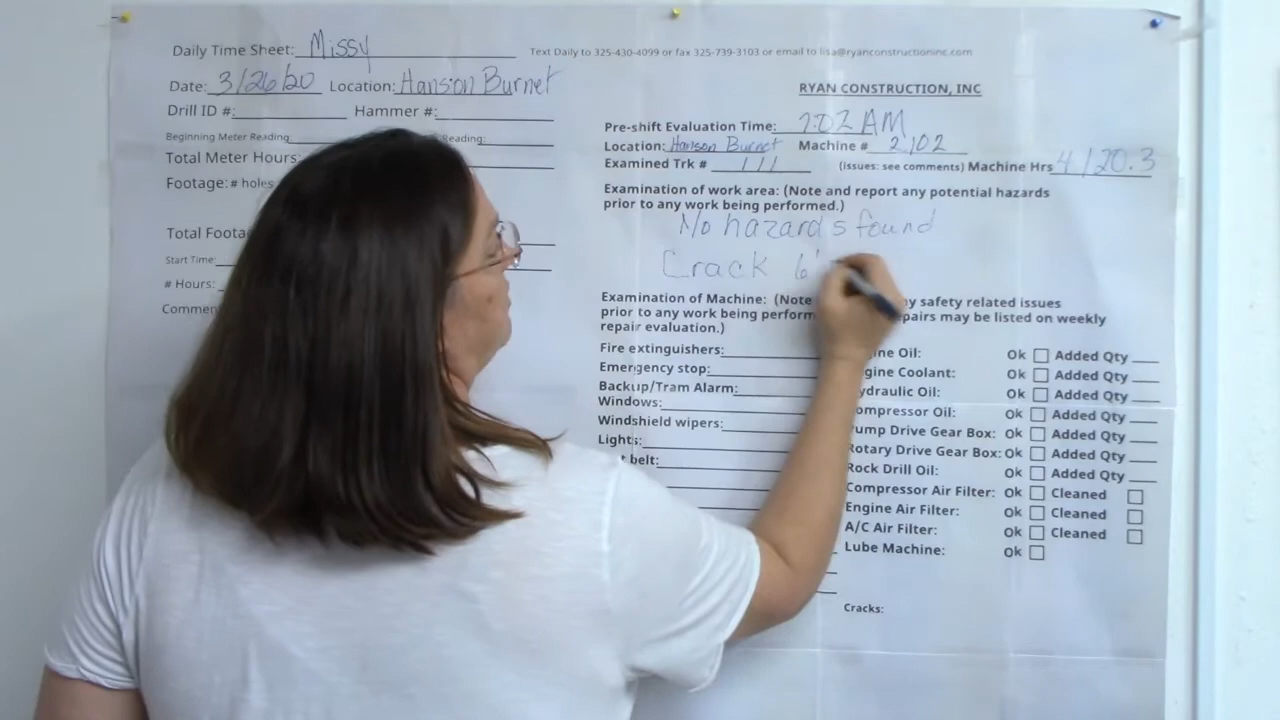 Daily Time Sheet: Missy
Text Daily to 325-430-4099 or fax 325-739-3103 or email to lisa@ryanconstructioninc.com
Date: 3/26/20 Location: Hanson Burnet
Drill ID #: Hammer #:
Beginning Meter Reading: Reading:
Total Meter Hours:
Footage: # holes
Total Foota
Start Time:
# Hours:
Commen
RYAN CONSTRUCTION, INC
Pre-shift Evaluation Time: 7:02 AM
Location: Hanson Burnet Machine # 2102
Examined Trk # 111 (issues: see comments) Machine Hrs 4120.3
Examination of work area: (Note and report any potential hazards
prior to any work being performed.)
No hazards found
Crack 6'
Examination of Machine: (Note ny safety related issues
prior to any work being perform pairs may be listed on weekly
repair evaluation.)
Fire extinguishers:
Emergency stop:
Backup/Tram Alarm:
Windows:
Windshield wipers:
Lights:
t belt:
ine Oil: Ok Added Qty
gine Coolant: Ok Added Qty
ydraulic Oil: Ok Added Qty
ompressor Oil: Ok Added Qty
ump Drive Gear Box: Ok Added Qty
Rotary Drive Gear Box: Ok Added Qty
Rock Drill Oil: Ok Added Qty
Compressor Air Filter: Ok Cleaned
Engine Air Filter: Ok Cleaned
A/C Air Filter: Ok Cleaned
Lube Machine: Ok
Cracks: